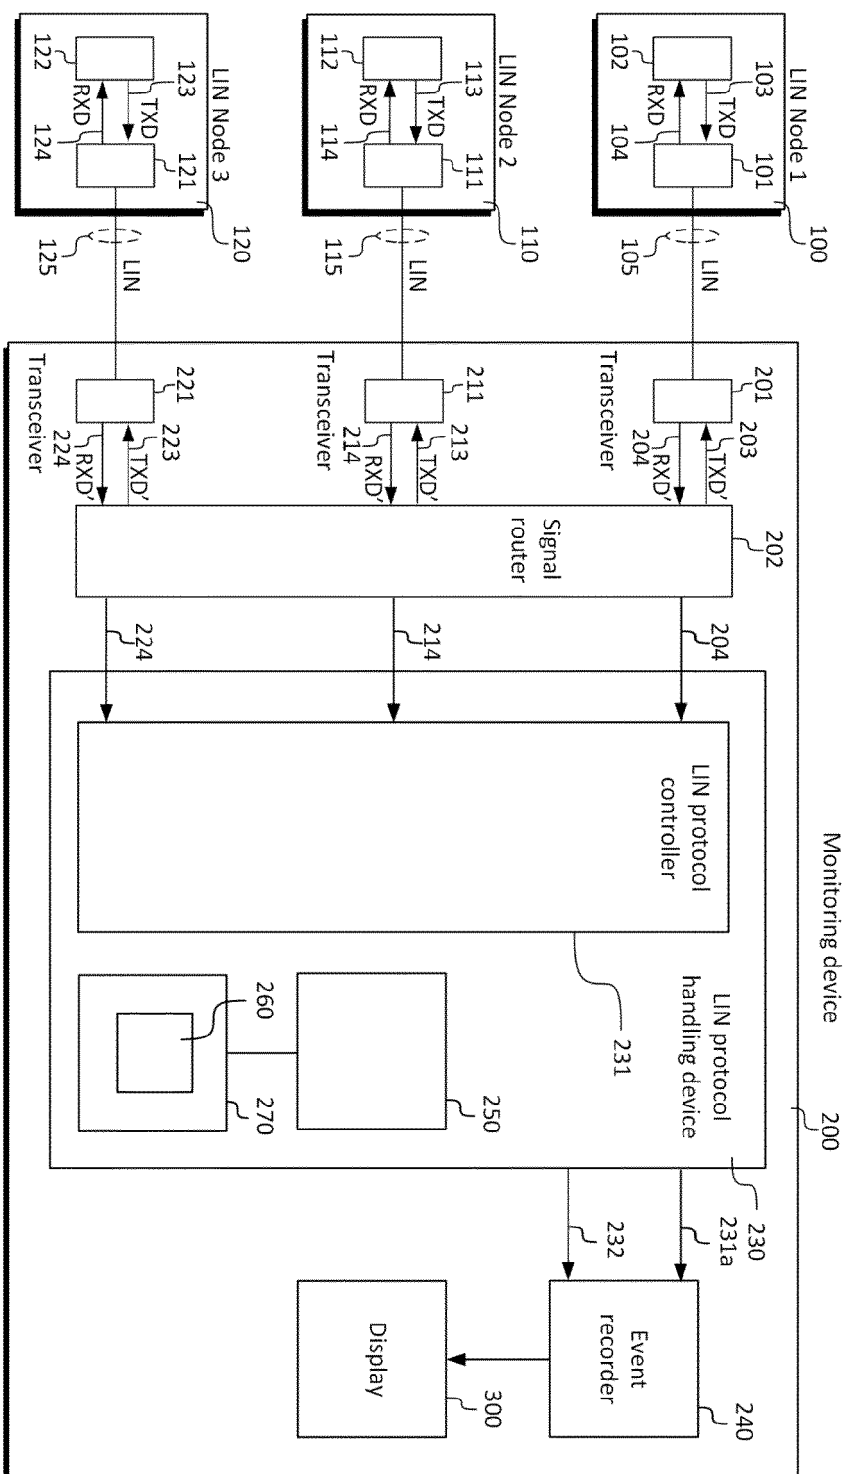 Monitoring device
200
LIN Node 1
100
102
103
TXD
RXD
104
101
105
LIN
201
203
TXD'
RXD'
204
Transceiver
LIN Node 2
110
112
113
TXD
RXD
114
111
115
LIN
211
213
TXD'
RXD'
214
Transceiver
LIN Node 3
120
122
123
TXD
RXD
124
121
125
LIN
221
223
TXD'
RXD'
224
Transceiver
202
Signal
router
204
214
224
LIN protocol
controller
231
LIN protocol
handling device
230
250
260
270
231a
232
Event
recorder
240
Display
300